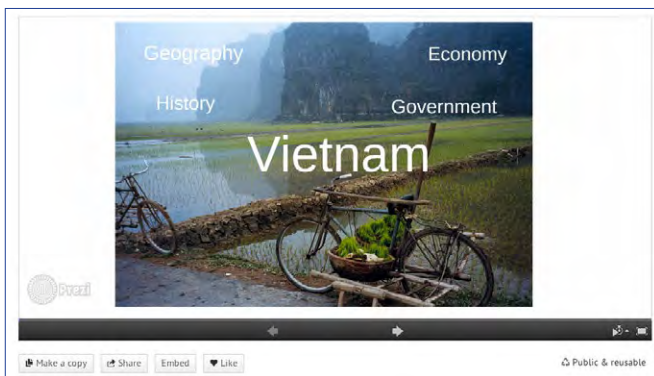 Geography Economy
History Government
Vietnam
Prezi
Make a copy Share Embed Like Public & reusable